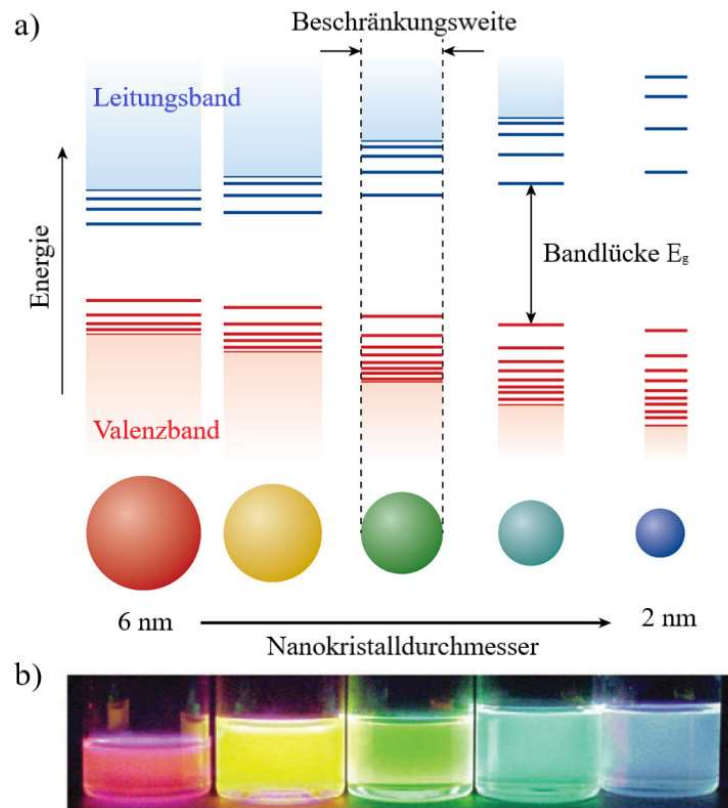 a)
Beschränkungsweite
Leitungsband
Energie
Bandlücke Eg
Valenzband
6 nm
2 nm
Nanokristalldurchmesser
b)